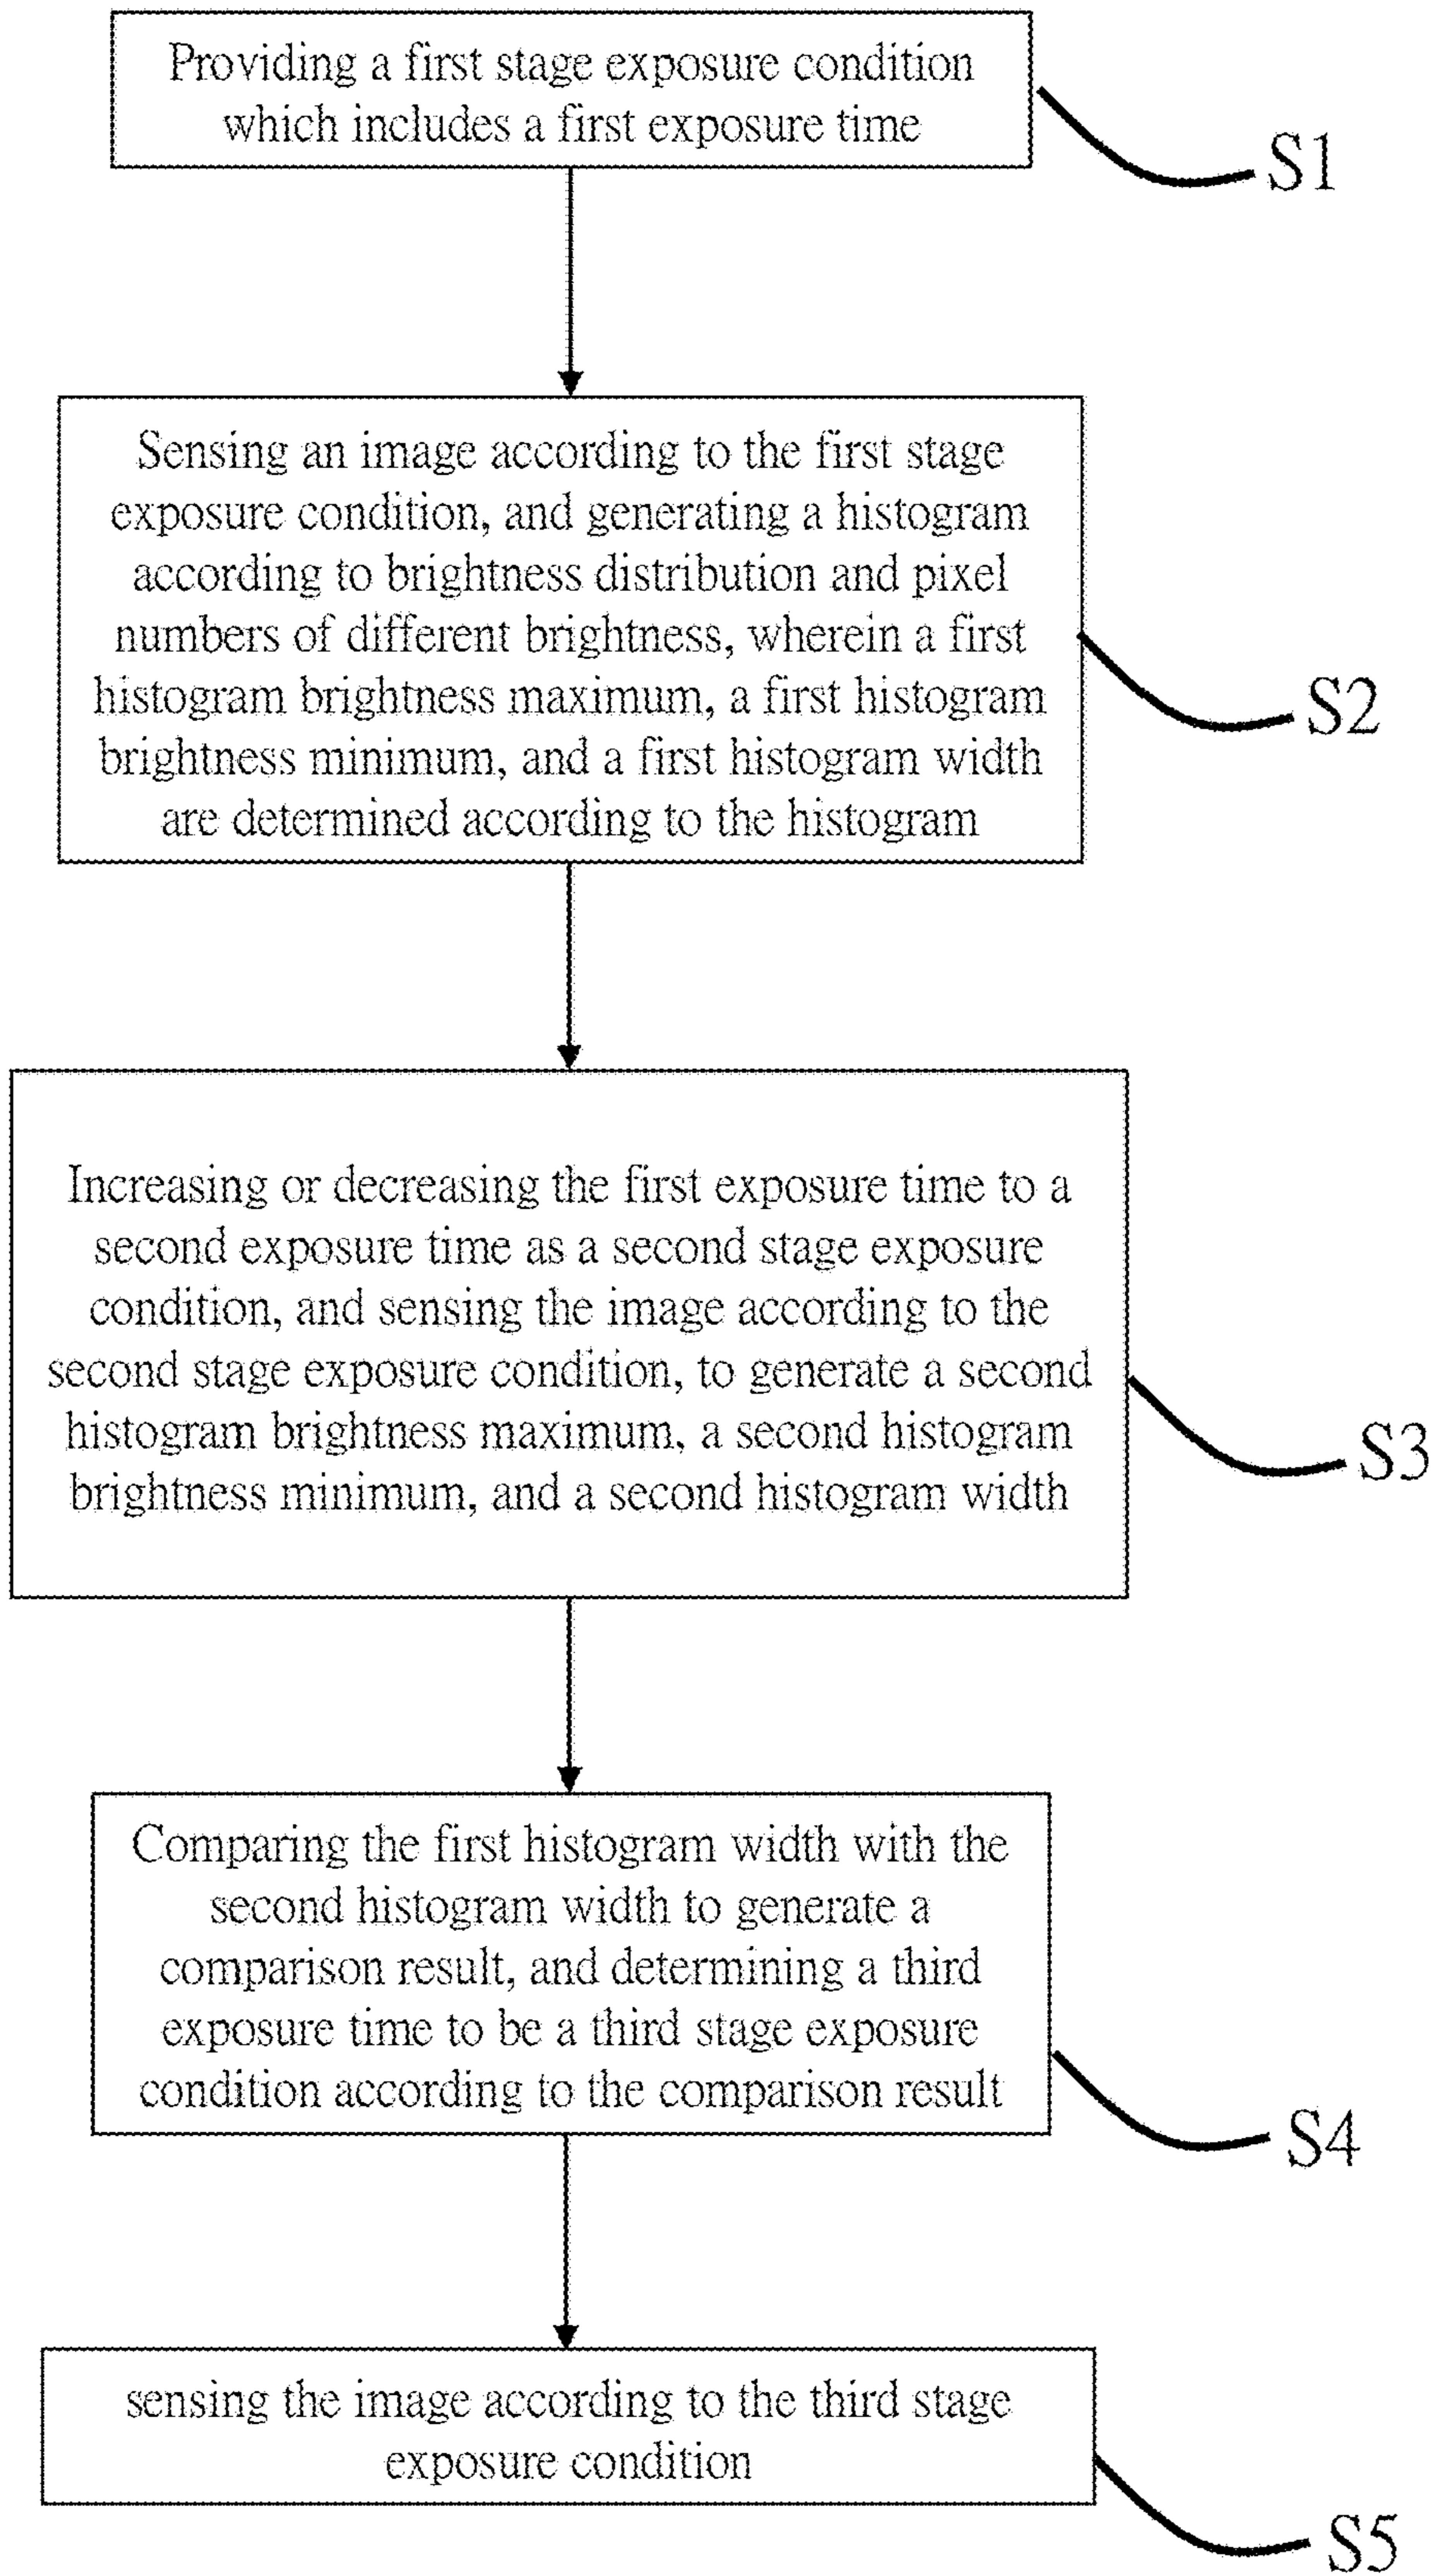 Providing a first stage exposure condition
which includes a first exposure time
S1
Sensing an image according to the first stage
exposure condition, and generating a histogram
according to brightness distribution and pixel
numbers of different brightness, wherein a first
histogram brightness maximum, a first histogram
brightness minimum, and a first histogram width
are determined according to the histogram
S2
Increasing or decreasing the first exposure time to a
second exposure time as a second stage exposure
condition, and sensing the image according to the
second stage exposure condition, to generate a second
histogram brightness maximum, a second histogram
brightness minimum, and a second histogram width
S3
Comparing the first histogram width with the
second histogram width to generate a
comparison result, and determining a third
exposure time to be a third stage exposure
condition according to the comparison result
S4
sensing the image according to the third stage
exposure condition
S5